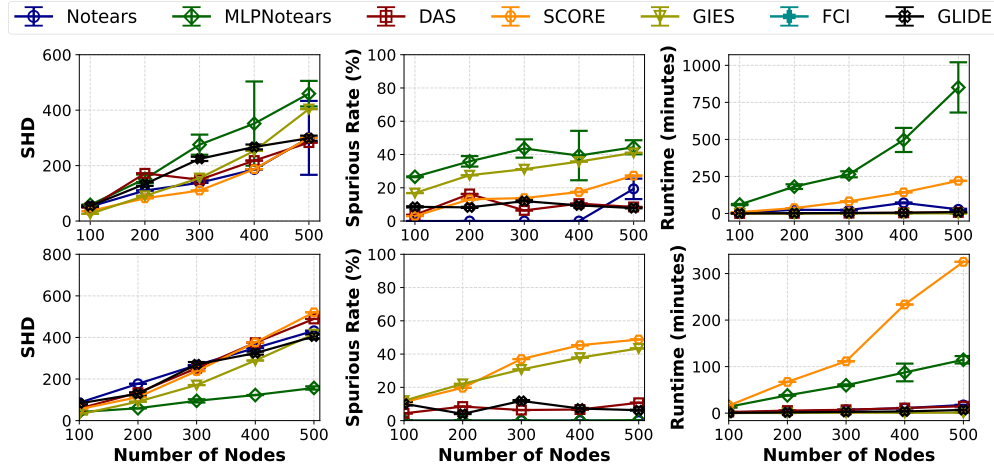 Notears MLPNotears DAS SCORE GIES FCI GLIDE
SHD
600
400
200
0
100 200 300 400 500
Spurious Rate (%)
100
80
60
40
20
0
100 200 300 400 500
Runtime (minutes)
1000
750
500
250
0
100 200 300 400 500
SHD
800
600
400
200
0
100 200 300 400 500
Number of Nodes
Spurious Rate (%)
100
80
60
40
20
0
100 200 300 400 500
Number of Nodes
Runtime (minutes)
300
200
100
0
100 200 300 400 500
Number of Nodes